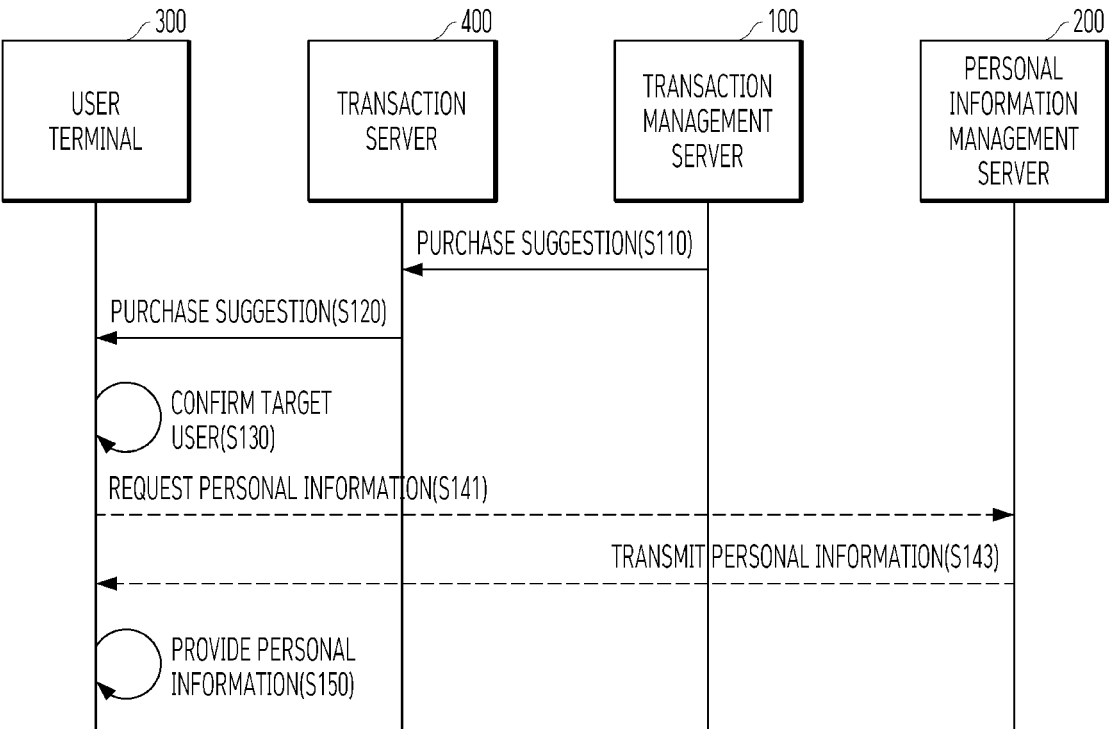 300
400
100
200
USER
TERMINAL
TRANSACTION
SERVER
TRANSACTION
MANAGEMENT
SERVER
PERSONAL
INFORMATION
MANAGEMENT
SERVER
PURCHASE SUGGESTION(S110)
PURCHASE SUGGESTION(S120)
CONFIRM TARGET
USER(S130)
REQUEST PERSONAL INFORMATION(S141)
TRANSMIT PERSONAL INFORMATION(S143)
PROVIDE PERSONAL
INFORMATION(S150)